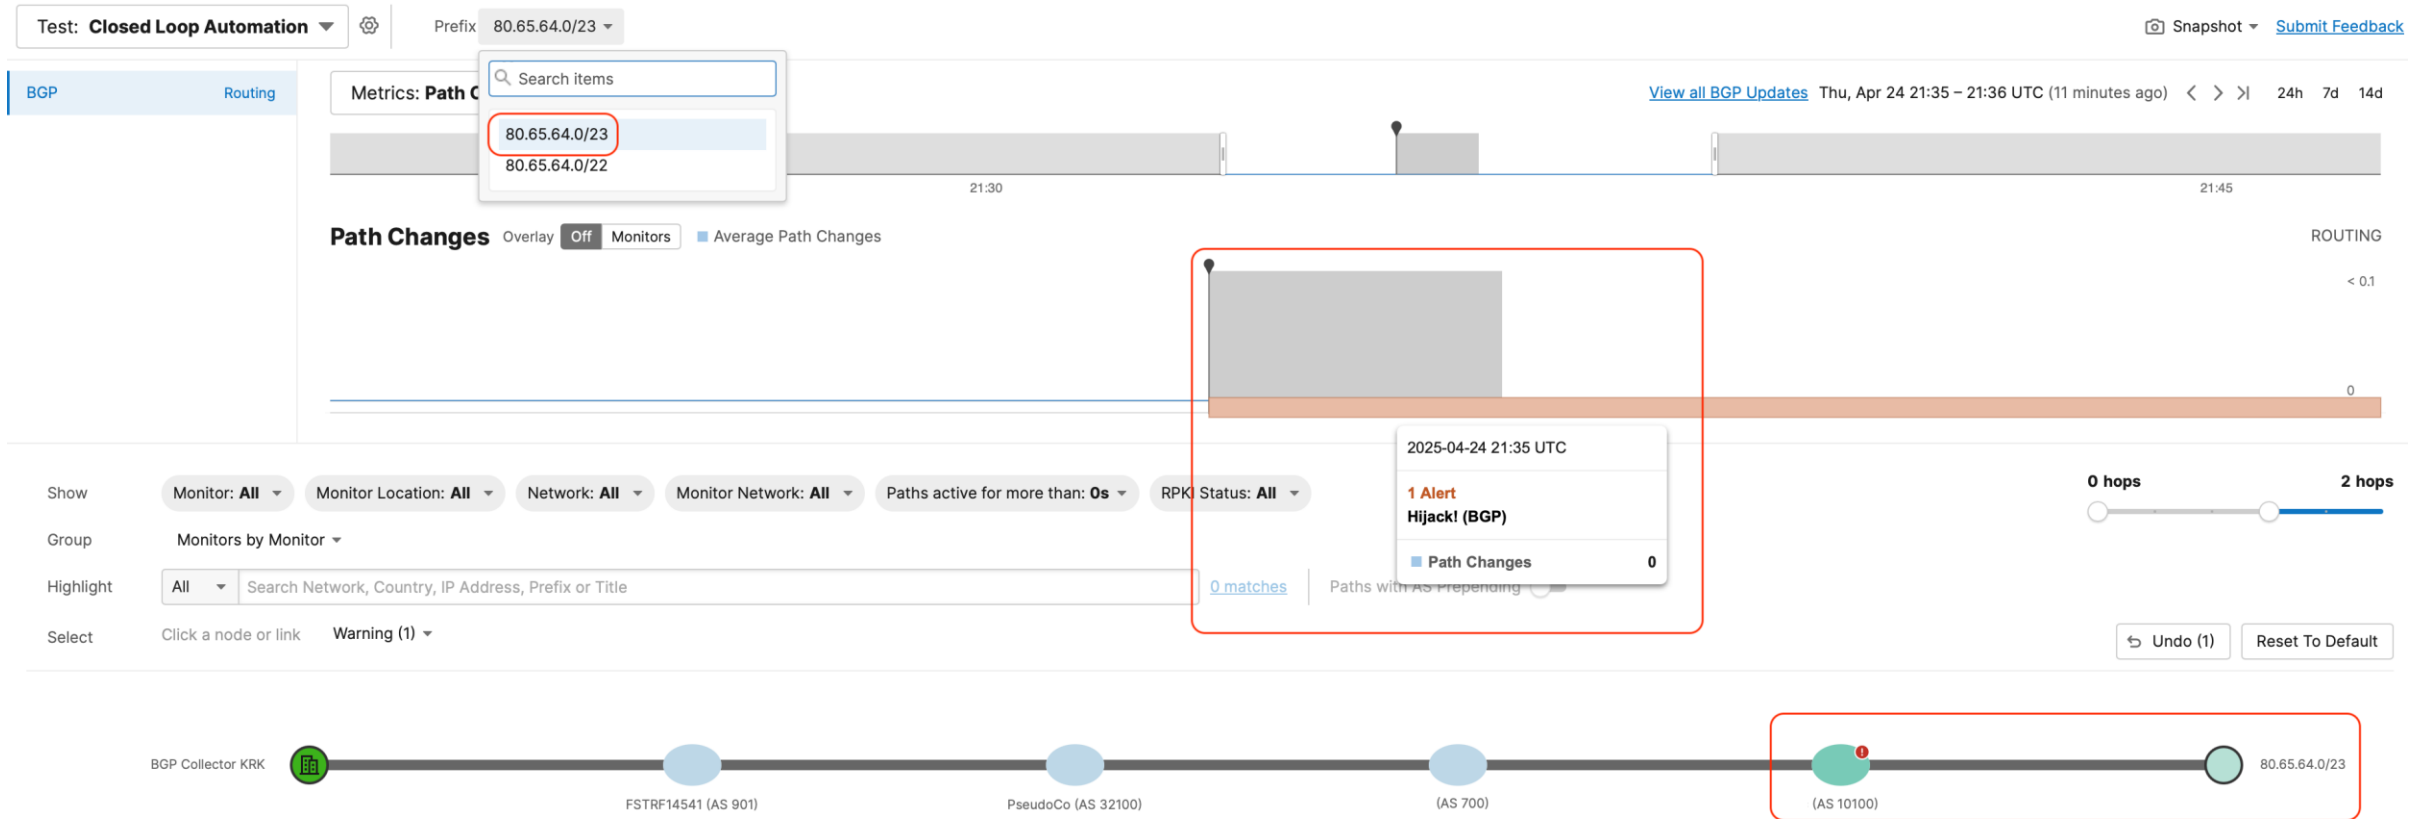 Test: Closed Loop Automation Prefix 80.65.64.0/23 Snapshot Submit Feedback
Search items
BGP Routing
Metrics: Path C
View all BGP Updates Thu, Apr 24 21:35 – 21:36 UTC (11 minutes ago) 24h 7d 14d
80.65.64.0/23
80.65.64.0/22
21:30 21:45
Path Changes Overlay Off Monitors Average Path Changes ROUTING
< 0.1
0
2025-04-24 21:35 UTC
1 Alert
Hijack! (BGP)
Path Changes 0
Show Monitor: All Monitor Location: All Network: All Monitor Network: All Paths active for more than: 0s RPKI Status: All
0 hops 2 hops
Group Monitors by Monitor
Highlight All Search Network, Country, IP Address, Prefix or Title 0 matches Paths with AS Prepending
Select Click a node or link Warning (1) Undo (1) Reset To Default
BGP Collector KRK 80.65.64.0/23
FSTRF14541 (AS 901) PseudoCo (AS 32100) (AS 700) (AS 10100)